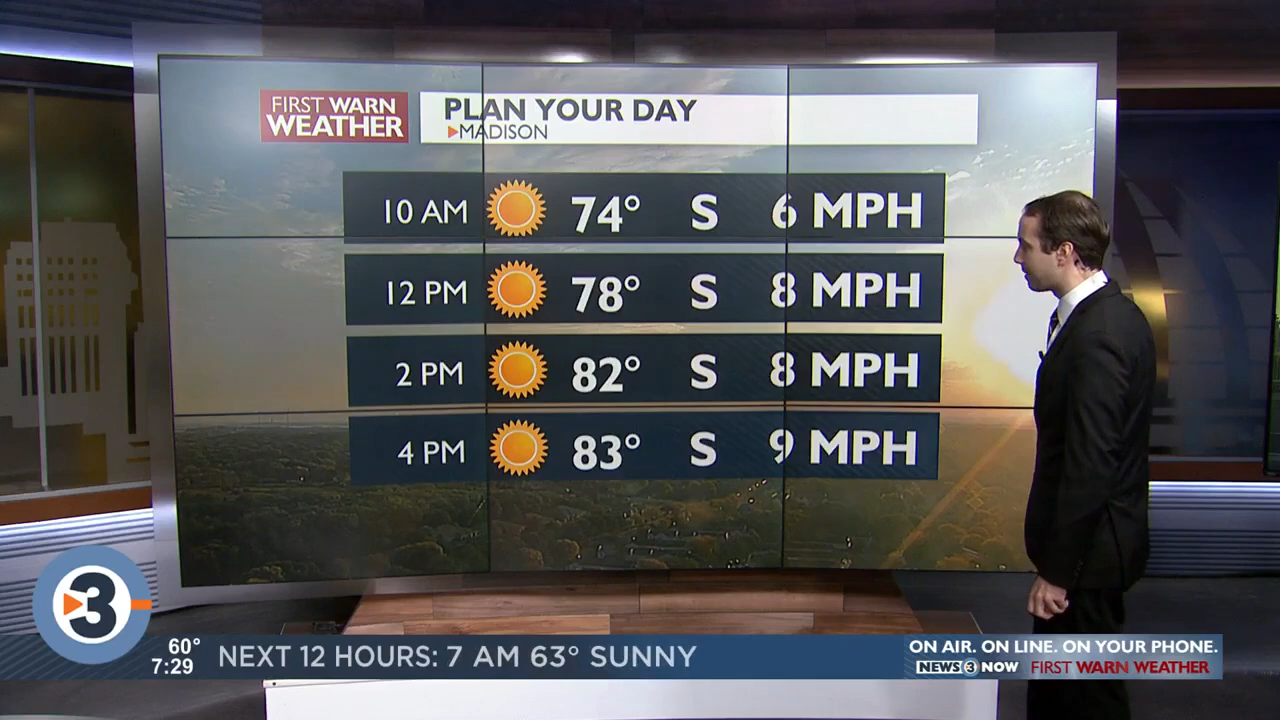 FIRST WARN
WEATHER
PLAN YOUR DAY
MADISON
10 AM 74° S 6 MPH
12 PM 78° S 8 MPH
2 PM 82° S 8 MPH
4 PM 83° S 9 MPH
3
60°
7:29
NEXT 12 HOURS: 7 AM 63° SUNNY
ON AIR. ON LINE. ON YOUR PHONE.
NEWS 3 NOW FIRST WARN WEATHER